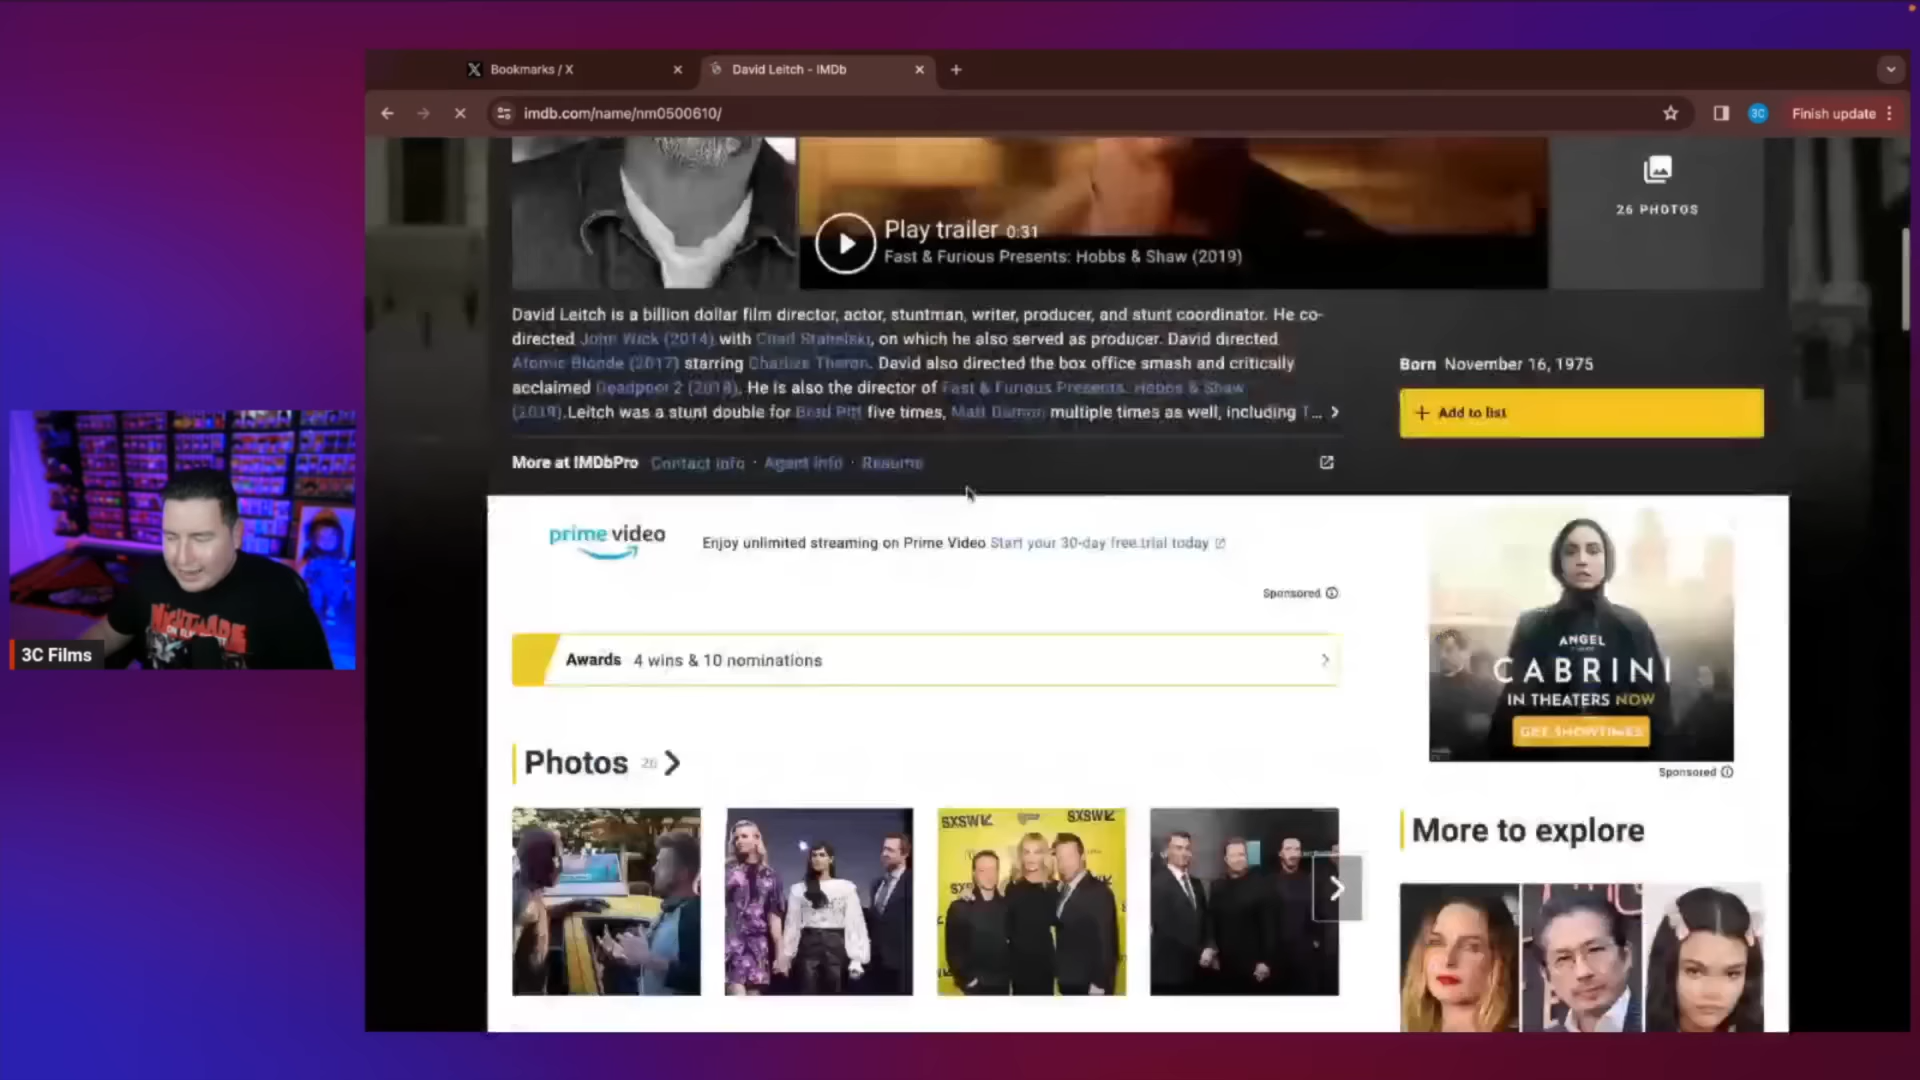 Bookmarks / X
David Leitch - IMDb
imdb.com/name/nm0500610/
3C
Finish update
Play trailer 0:31
Fast & Furious Presents: Hobbs & Shaw (2019)
26 PHOTOS
David Leitch is a billion dollar film director, actor, stuntman, writer, producer, and stunt coordinator. He co-
directed John Wick (2014) with Chad Stahelski, on which he also served as producer. David directed
Atomic Blonde (2017) starring Charlize Theron. David also directed the box office smash and critically
acclaimed Deadpool 2 (2018). He is also the director of Fast & Furious Presents: Hobbs & Shaw
(2019).Leitch was a stunt double for Brad Pitt five times, Matt Damon multiple times as well, including T...
Born November 16, 1975
+ Add to list
More at IMDbPro Contact info · Agent info · Resume
prime video
Enjoy unlimited streaming on Prime Video Start your 30-day free trial today
Sponsored
Awards 4 wins & 10 nominations
ANGEL
CABRINI
IN THEATERS NOW
GET SHOWTIMES
Sponsored
Photos 26
SXSW
SXSW
More to explore
NIGHTMARE
3C Films